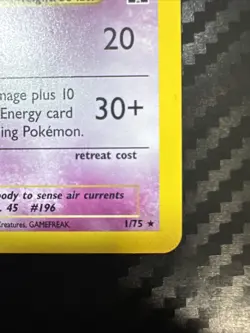 20
mage plus 10
Energy card 30+
ing Pokémon.
retreat cost
ody to sense air currents
. 45 #196
Creatures, GAMEFREAK. 1/75 ★